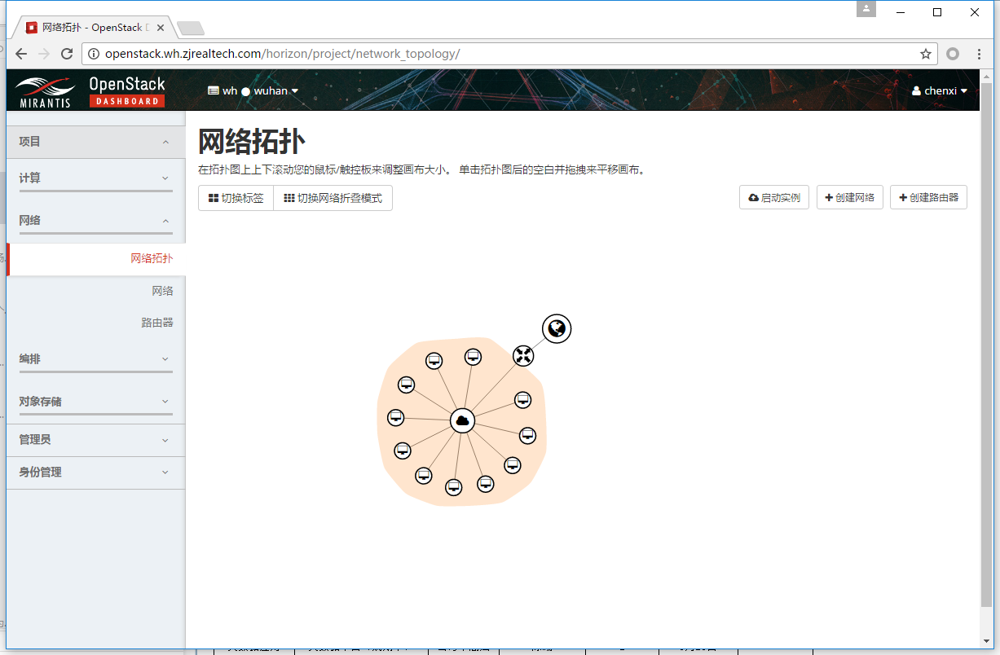 网络拓扑 - OpenStack D
openstack.wh.zjrealtech.com/horizon/project/network_topology/
MIRANTIS
OpenStack
DASHBOARD
wh
wuhan
chenxi
项目
计算
网络
网络拓扑
网络
路由器
编排
对象存储
管理员
身份管理
网络拓扑
在拓扑图上上下滚动您的鼠标/触控板来调整画布大小。 单击拓扑图后的空白并拖拽来平移画布。
切换标签
切换网络折叠模式
启动实例
创建网络
创建路由器